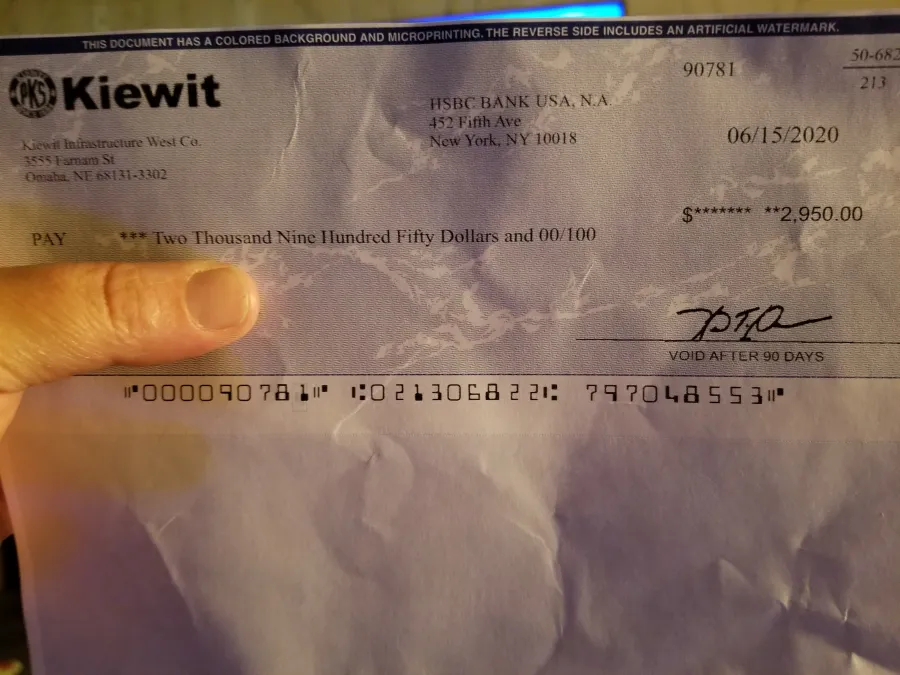 THIS DOCUMENT HAS A COLORED BACKGROUND AND MICROPRINTING. THE REVERSE SIDE INCLUDES AN ARTIFICIAL WATERMARK.
PKS Kiewit
Kiewit Infrastructure West Co.
3555 Farnam St
Omaha, NE 68131-3302
HSBC BANK USA, N.A.
452 Fifth Ave
New York, NY 10018
90781
50-682
213
06/15/2020
$******* **2,950.00
PAY *** Two Thousand Nine Hundred Fifty Dollars and 00/100
VOID AFTER 90 DAYS
⑈000090781⑈ ⑆021306822⑆ 797048553⑈